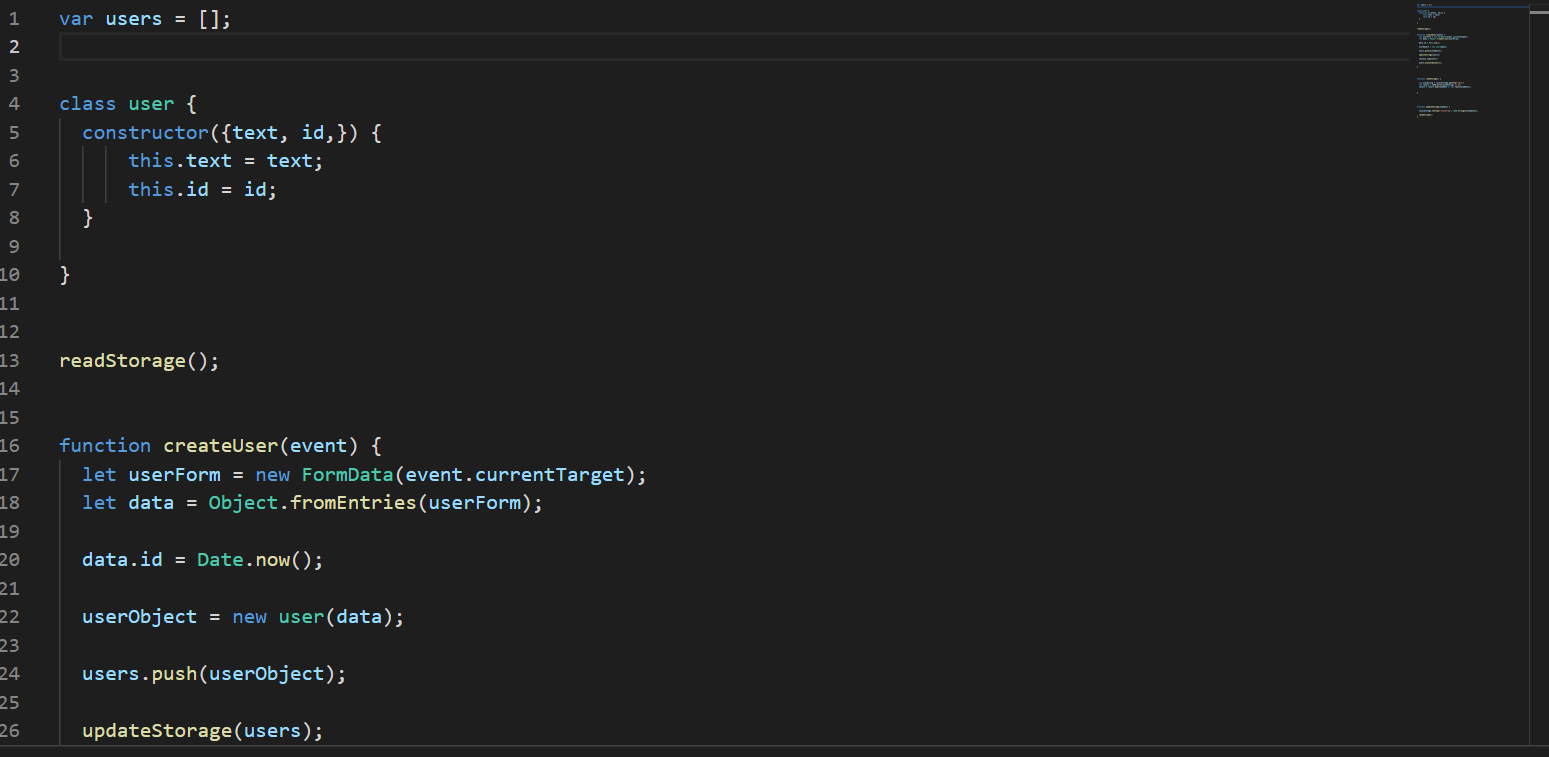 1 var users = [];
2
3
4 class user {
5 constructor({text, id,}) {
6 this.text = text;
7 this.id = id;
8 }
9
10 }
11
12
13 readStorage();
14
15
16 function createUser(event) {
17 let userForm = new FormData(event.currentTarget);
18 let data = Object.fromEntries(userForm);
19
20 data.id = Date.now();
21
22 userObject = new user(data);
23
24 users.push(userObject);
25
26 updateStorage(users);